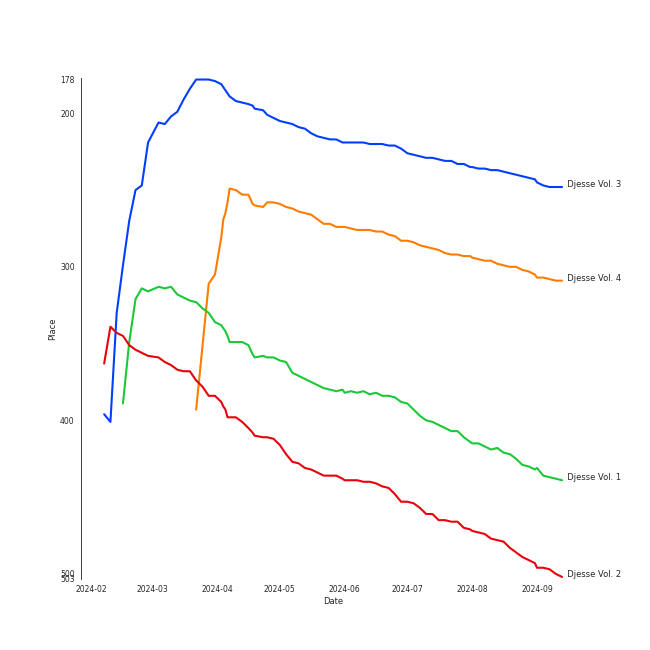 178
200
300
400
500
503
Place
Djesse Vol. 3
Djesse Vol. 4
Djesse Vol. 1
Djesse Vol. 2
2024-02 2024-03 2024-04 2024-05 2024-06 2024-07 2024-08 2024-09
Date